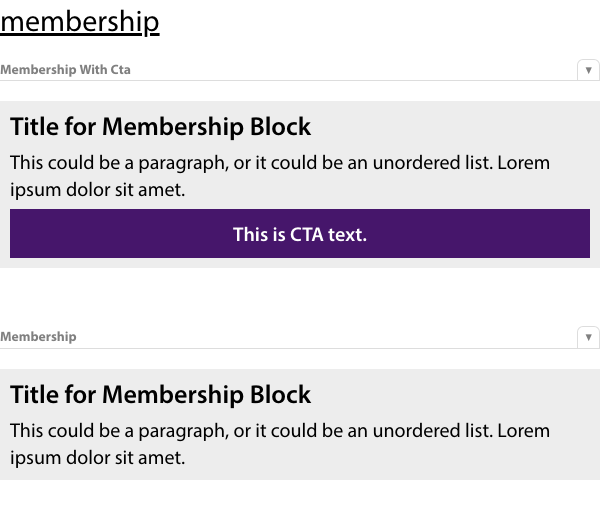 membership
Membership With Cta
▼
Title for Membership Block
This could be a paragraph, or it could be an unordered list. Lorem
ipsum dolor sit amet.
This is CTA text.
Membership
▼
Title for Membership Block
This could be a paragraph, or it could be an unordered list. Lorem
ipsum dolor sit amet.